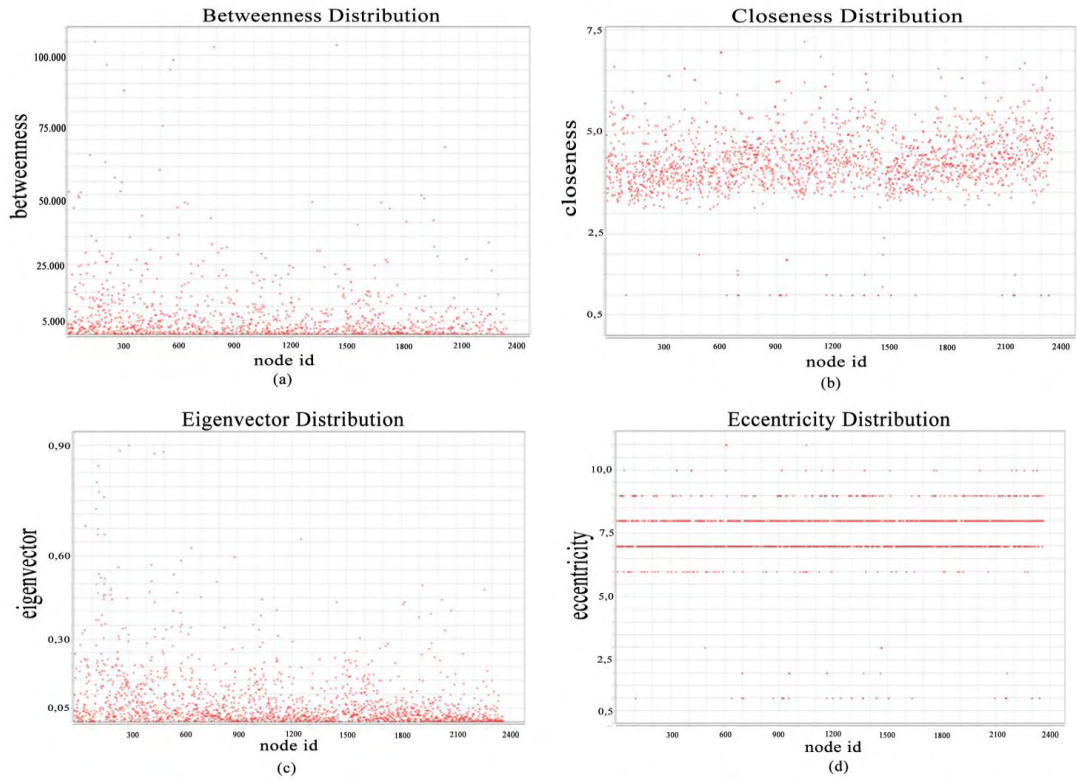 Betweenness Distribution
betweenness
100.000
75.000
50.000
25.000
5.000
300 600 900 1200 1500 1800 2100 2400
node id
(a)
Closeness Distribution
closeness
7,5
5,0
2,5
0,5
300 600 900 1200 1500 1800 2100 2400
node id
(b)
Eigenvector Distribution
eigenvector
0,90
0,60
0,30
0,05
300 600 900 1200 1500 1800 2100 2400
node id
(c)
Eccentricity Distribution
eccentricity
10,0
7,5
5,0
2,5
0,5
300 600 900 1200 1500 1800 2100 2400
node id
(d)